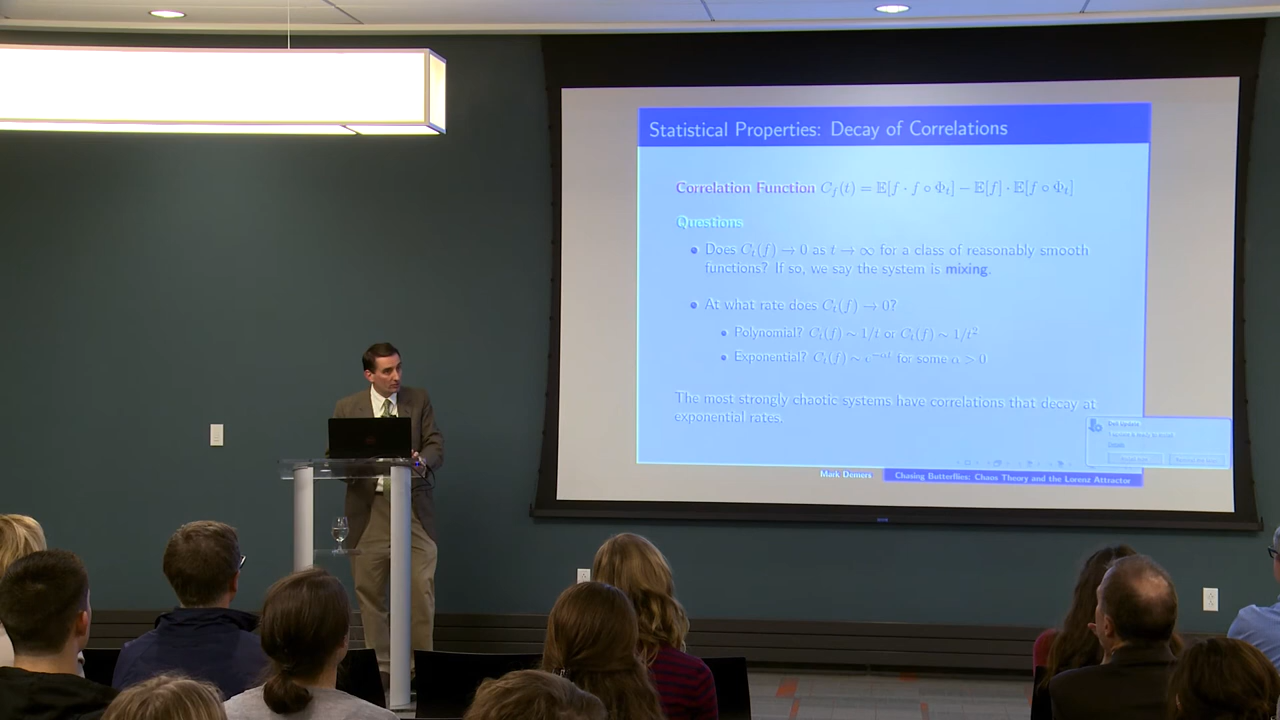 Statistical Properties: Decay of Correlations
Correlation Function C_f(t) = 𝔼[f · f ∘ Φ_t] − 𝔼[f] · 𝔼[f ∘ Φ_t]
Questions
Does C_t(f) → 0 as t → ∞ for a class of reasonably smooth
functions? If so, we say the system is mixing.
At what rate does C_t(f) → 0?
Polynomial? C_t(f) ∼ 1/t or C_t(f) ∼ 1/t²
Exponential? C_t(f) ∼ e^{−αt} for some α > 0
The most strongly chaotic systems have correlations that decay at
exponential rates.
Dell Update
Mark Demers
Chasing Butterflies: Chaos Theory and the Lorenz Attractor